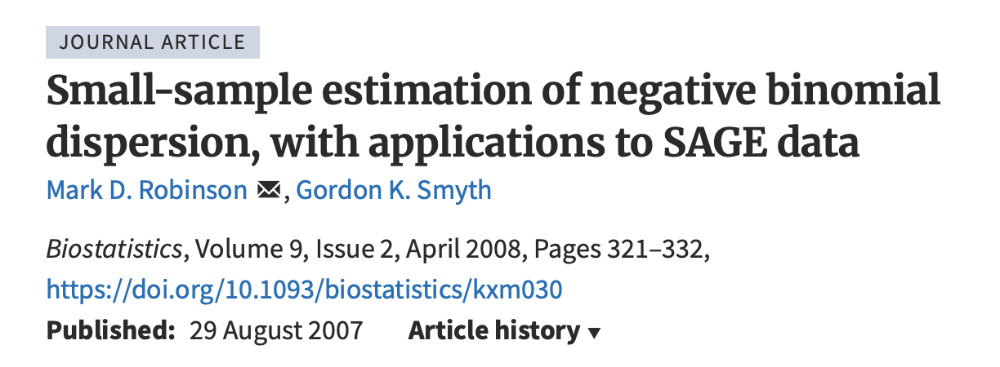 JOURNAL ARTICLE
Small-sample estimation of negative binomial
dispersion, with applications to SAGE data
Mark D. Robinson, Gordon K. Smyth
Biostatistics, Volume 9, Issue 2, April 2008, Pages 321–332,
https://doi.org/10.1093/biostatistics/kxm030
Published: 29 August 2007 Article history